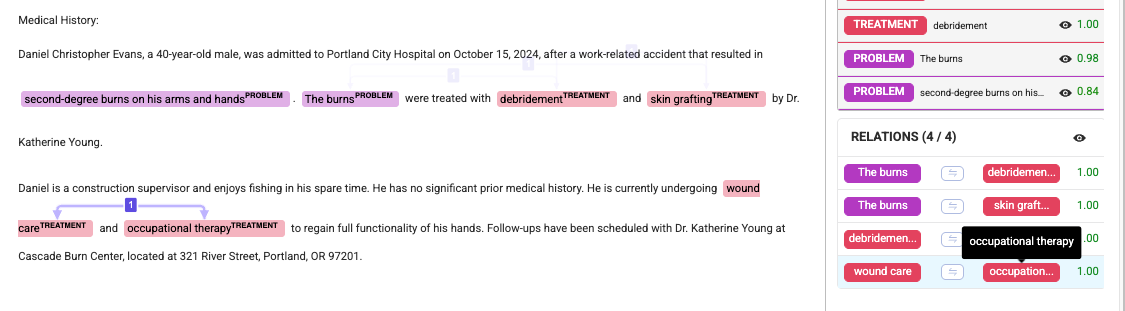 Medical History:
Daniel Christopher Evans, a 40-year-old male, was admitted to Portland City Hospital on October 15, 2024, after a work-related accident that resulted in
1
second-degree burns on his arms and hands PROBLEM . The burns PROBLEM were treated with debridement TREATMENT and skin grafting TREATMENT by Dr.
Katherine Young.
Daniel is a construction supervisor and enjoys fishing in his spare time. He has no significant prior medical history. He is currently undergoing wound
1
care TREATMENT and occupational therapy TREATMENT to regain full functionality of his hands. Follow-ups have been scheduled with Dr. Katherine Young at
Cascade Burn Center, located at 321 River Street, Portland, OR 97201.
TREATMENT debridement 1.00
PROBLEM The burns 0.98
PROBLEM second-degree burns on his... 0.84
RELATIONS (4 / 4)
The burns debridemen... 1.00
The burns skin graft... 1.00
debridemen... .00
occupational therapy
wound care occupation... 1.00